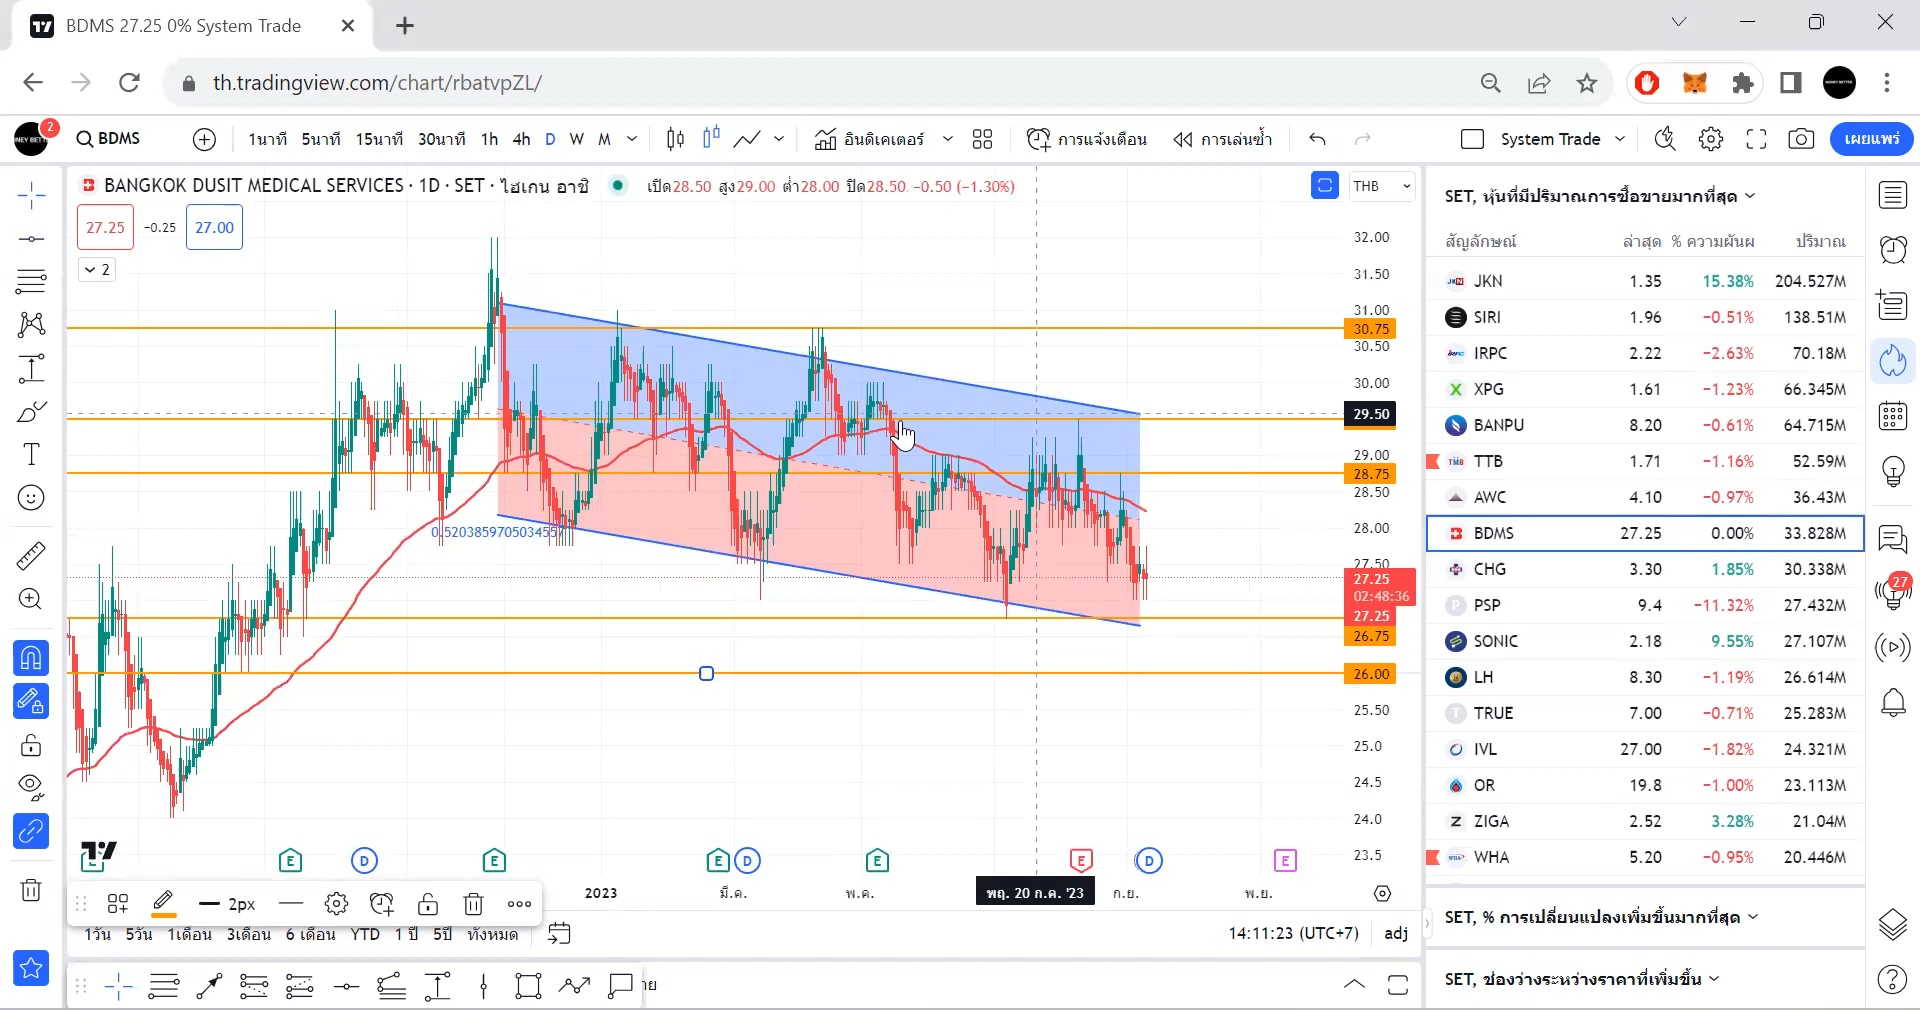 BDMS 27.25 0% System Trade
th.tradingview.com/chart/rbatvpZL/
2
BDMS
1นาที 5นาที 15นาที 30นาที 1h 4h D W M
อินดิเคเตอร์
การแจ้งเตือน
การเล่นซ้ำ
System Trade
เผยแพร่
BANGKOK DUSIT MEDICAL SERVICES · 1D · SET · ไฮเกน อาชิ
เปิด28.50 สูง29.00 ต่ำ28.00 ปิด28.50 -0.50 (-1.30%)
THB
27.25 -0.25 27.00
2
32.00
31.50
31.00
30.75
30.50
30.00
29.50
29.00
28.75
28.50
28.00
27.50
27.25
02:48:36
27.25
26.75
26.00
25.50
25.0
24.5
24.0
23.5
0.5203859705034557
E D E E D E E D E
2023 มี.ค. พ.ค. พฤ. 20 ก.ค. '23 ก.ย. พ.ย.
2px
1วัน 5วัน 1เดือน 3เดือน 6 เดือน YTD 1 ปี 5ปี ทั้งหมด
14:11:23 (UTC+7) adj
าย
SET, หุ้นที่มีปริมาณการซื้อขายมากที่สุด
สัญลักษณ์ ล่าสุด % ความผันผ ปริมาณ
JKN 1.35 15.38% 204.527M
SIRI 1.96 -0.51% 138.51M
IRPC 2.22 -2.63% 70.18M
XPG 1.61 -1.23% 66.345M
BANPU 8.20 -0.61% 64.715M
TTB 1.71 -1.16% 52.59M
AWC 4.10 -0.97% 36.43M
BDMS 27.25 0.00% 33.828M
CHG 3.30 1.85% 30.338M
PSP 9.4 -11.32% 27.432M
SONIC 2.18 9.55% 27.107M
LH 8.30 -1.19% 26.614M
TRUE 7.00 -0.71% 25.283M
IVL 27.00 -1.82% 24.321M
OR 19.8 -1.00% 23.113M
ZIGA 2.52 3.28% 21.04M
WHA 5.20 -0.95% 20.446M
SET, % การเปลี่ยนแปลงเพิ่มขึ้นมากที่สุด
SET, ช่องว่างระหว่างราคาที่เพิ่มขึ้น
27